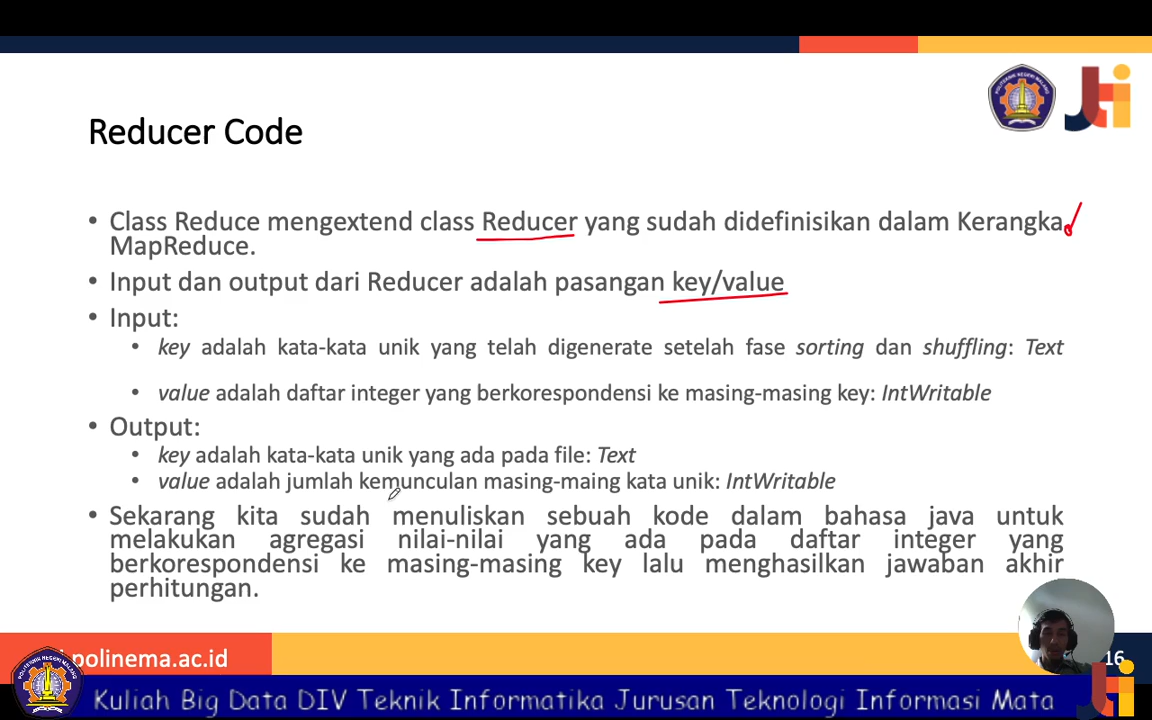 Reducer Code
• Class Reduce mengextend class Reducer yang sudah didefinisikan dalam Kerangka
MapReduce.
• Input dan output dari Reducer adalah pasangan key/value
• Input:
• key adalah kata-kata unik yang telah digenerate setelah fase sorting dan shuffling: Text
• value adalah daftar integer yang berkorespondensi ke masing-masing key: IntWritable
• Output:
• key adalah kata-kata unik yang ada pada file: Text
• value adalah jumlah kemunculan masing-maing kata unik: IntWritable
• Sekarang kita sudah menuliskan sebuah kode dalam bahasa java untuk
melakukan agregasi nilai-nilai yang ada pada daftar integer yang
berkorespondensi ke masing-masing key lalu menghasilkan jawaban akhir
perhitungan.
polinema.ac.id
16
Kuliah Big Data DIV Teknik Informatika Jurusan Teknologi Informasi Mata